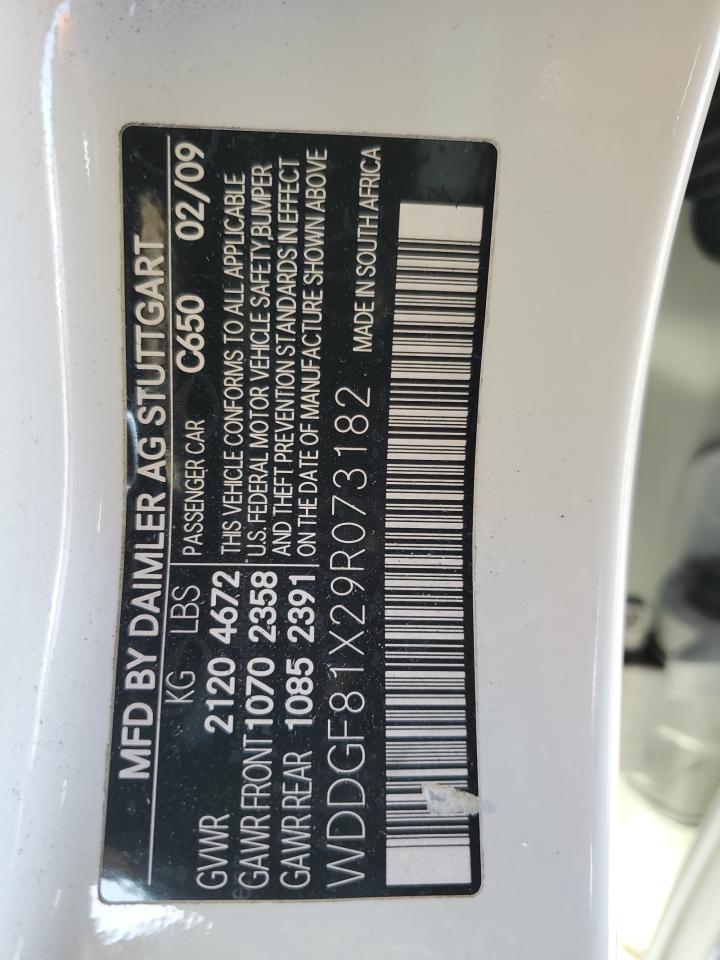 MFD BY DAIMLER AG STUTTGART
KG LBS PASSENGER CAR C650 02/09
GVWR 2120 4672 THIS VEHICLE CONFORMS TO ALL APPLICABLE
GAWR FRONT 1070 2358 U.S. FEDERAL MOTOR VEHICLE SAFETY,BUMPER
GAWR REAR 1085 2391 AND THEFT PREVENTION STANDARDS IN EFFECT
ON THE DATE OF MANUFACTURE SHOWN ABOVE
WDDGF81X29R073182 MADE IN SOUTH AFRICA